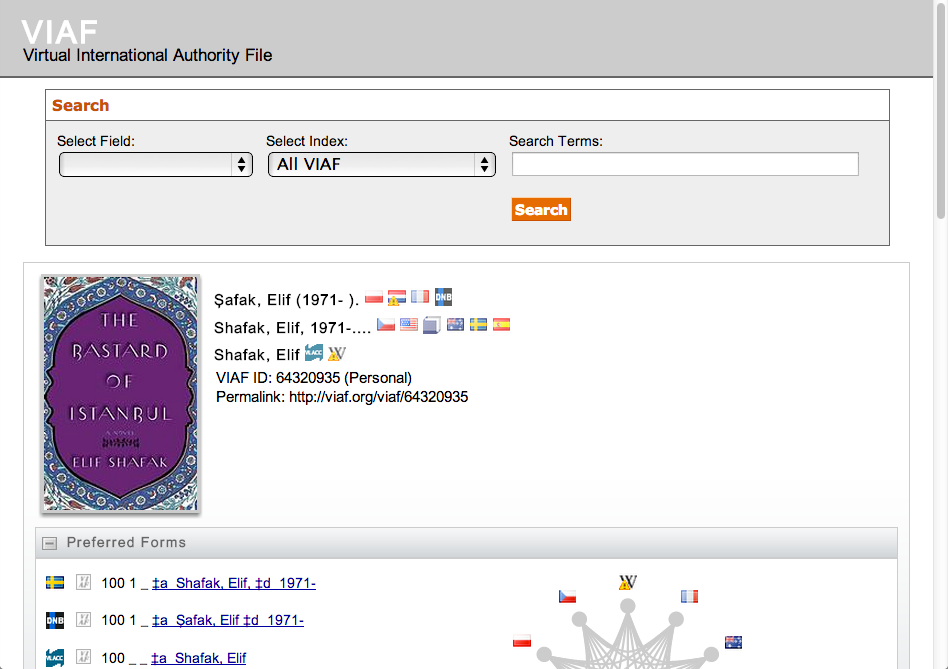 VIAF
Virtual International Authority File
Search
Select Field:
Select Index:
Search Terms:
All VIAF
Search
THE
BASTARD
OF
ISTANBUL
A NOVEL
ELIF SHAFAK
Şafak, Elif (1971- ). DNB
Shafak, Elif, 1971-....
Shafak, Elif VLACC W
VIAF ID: 64320935 (Personal)
Permalink: http://viaf.org/viaf/64320935
Preferred Forms
100 1 _ ‡a Shafak, Elif, ‡d 1971-
DNB 100 1 _ ‡a Şafak, Elif ‡d 1971-
VLACC 100 _ _ ‡a Shafak, Elif
W